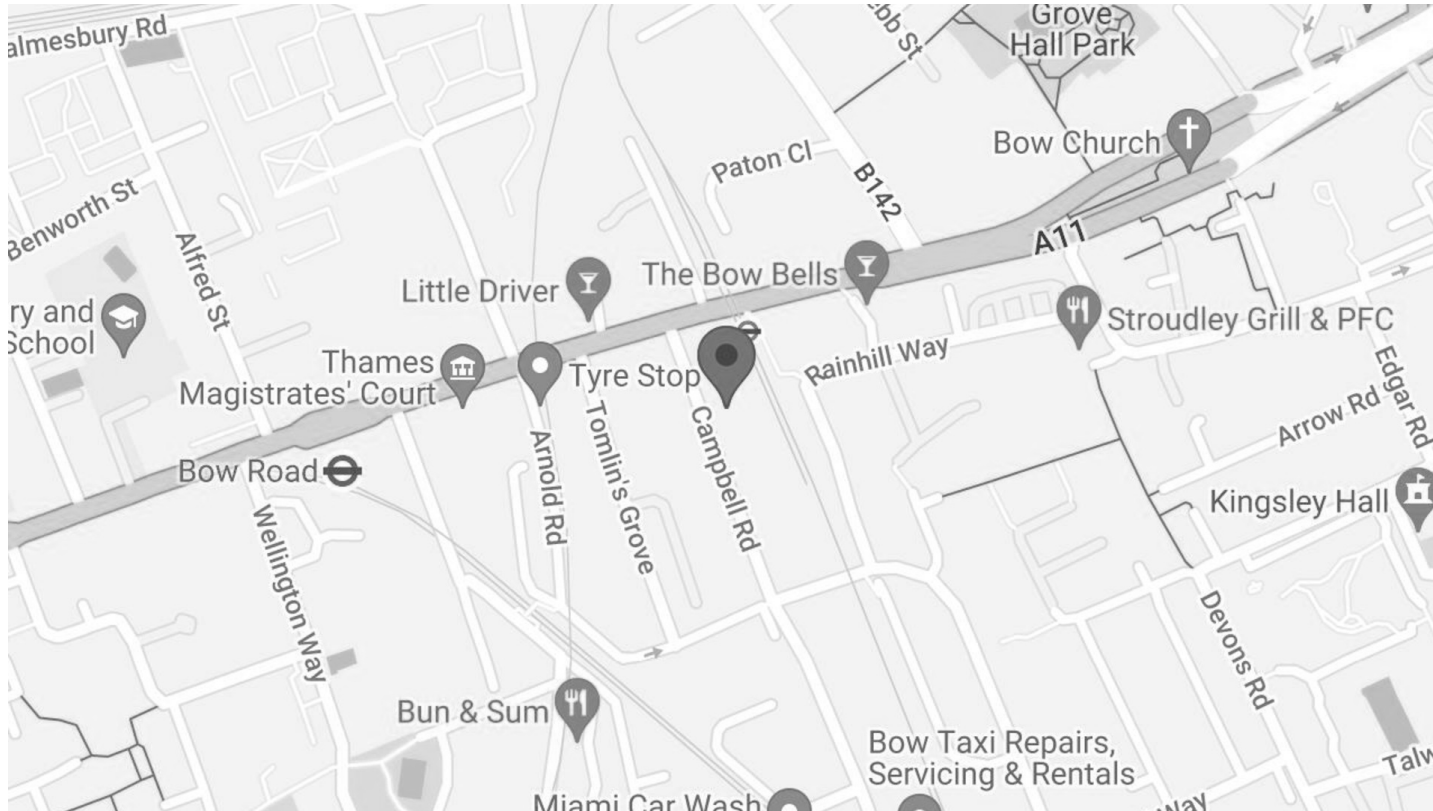 almesbury Rd
ebb St
Grove
Hall Park
Bow Church
Paton Cl
B142
Benworth St
Alfred St
A11
The Bow Bells
Little Driver
ry and
School
Stroudley Grill & PFC
Thames
Magistrates' Court
Tyre Stop
Rainhill Way
Edgar Rd
Arrow Rd
Bow Road
Arnold Rd
Tomlin's Grove
Campbell Rd
Kingsley Hall
Wellington Way
Devons Rd
Bun & Sum
Bow Taxi Repairs,
Servicing & Rentals
Talw
Miami Car Wash
Way